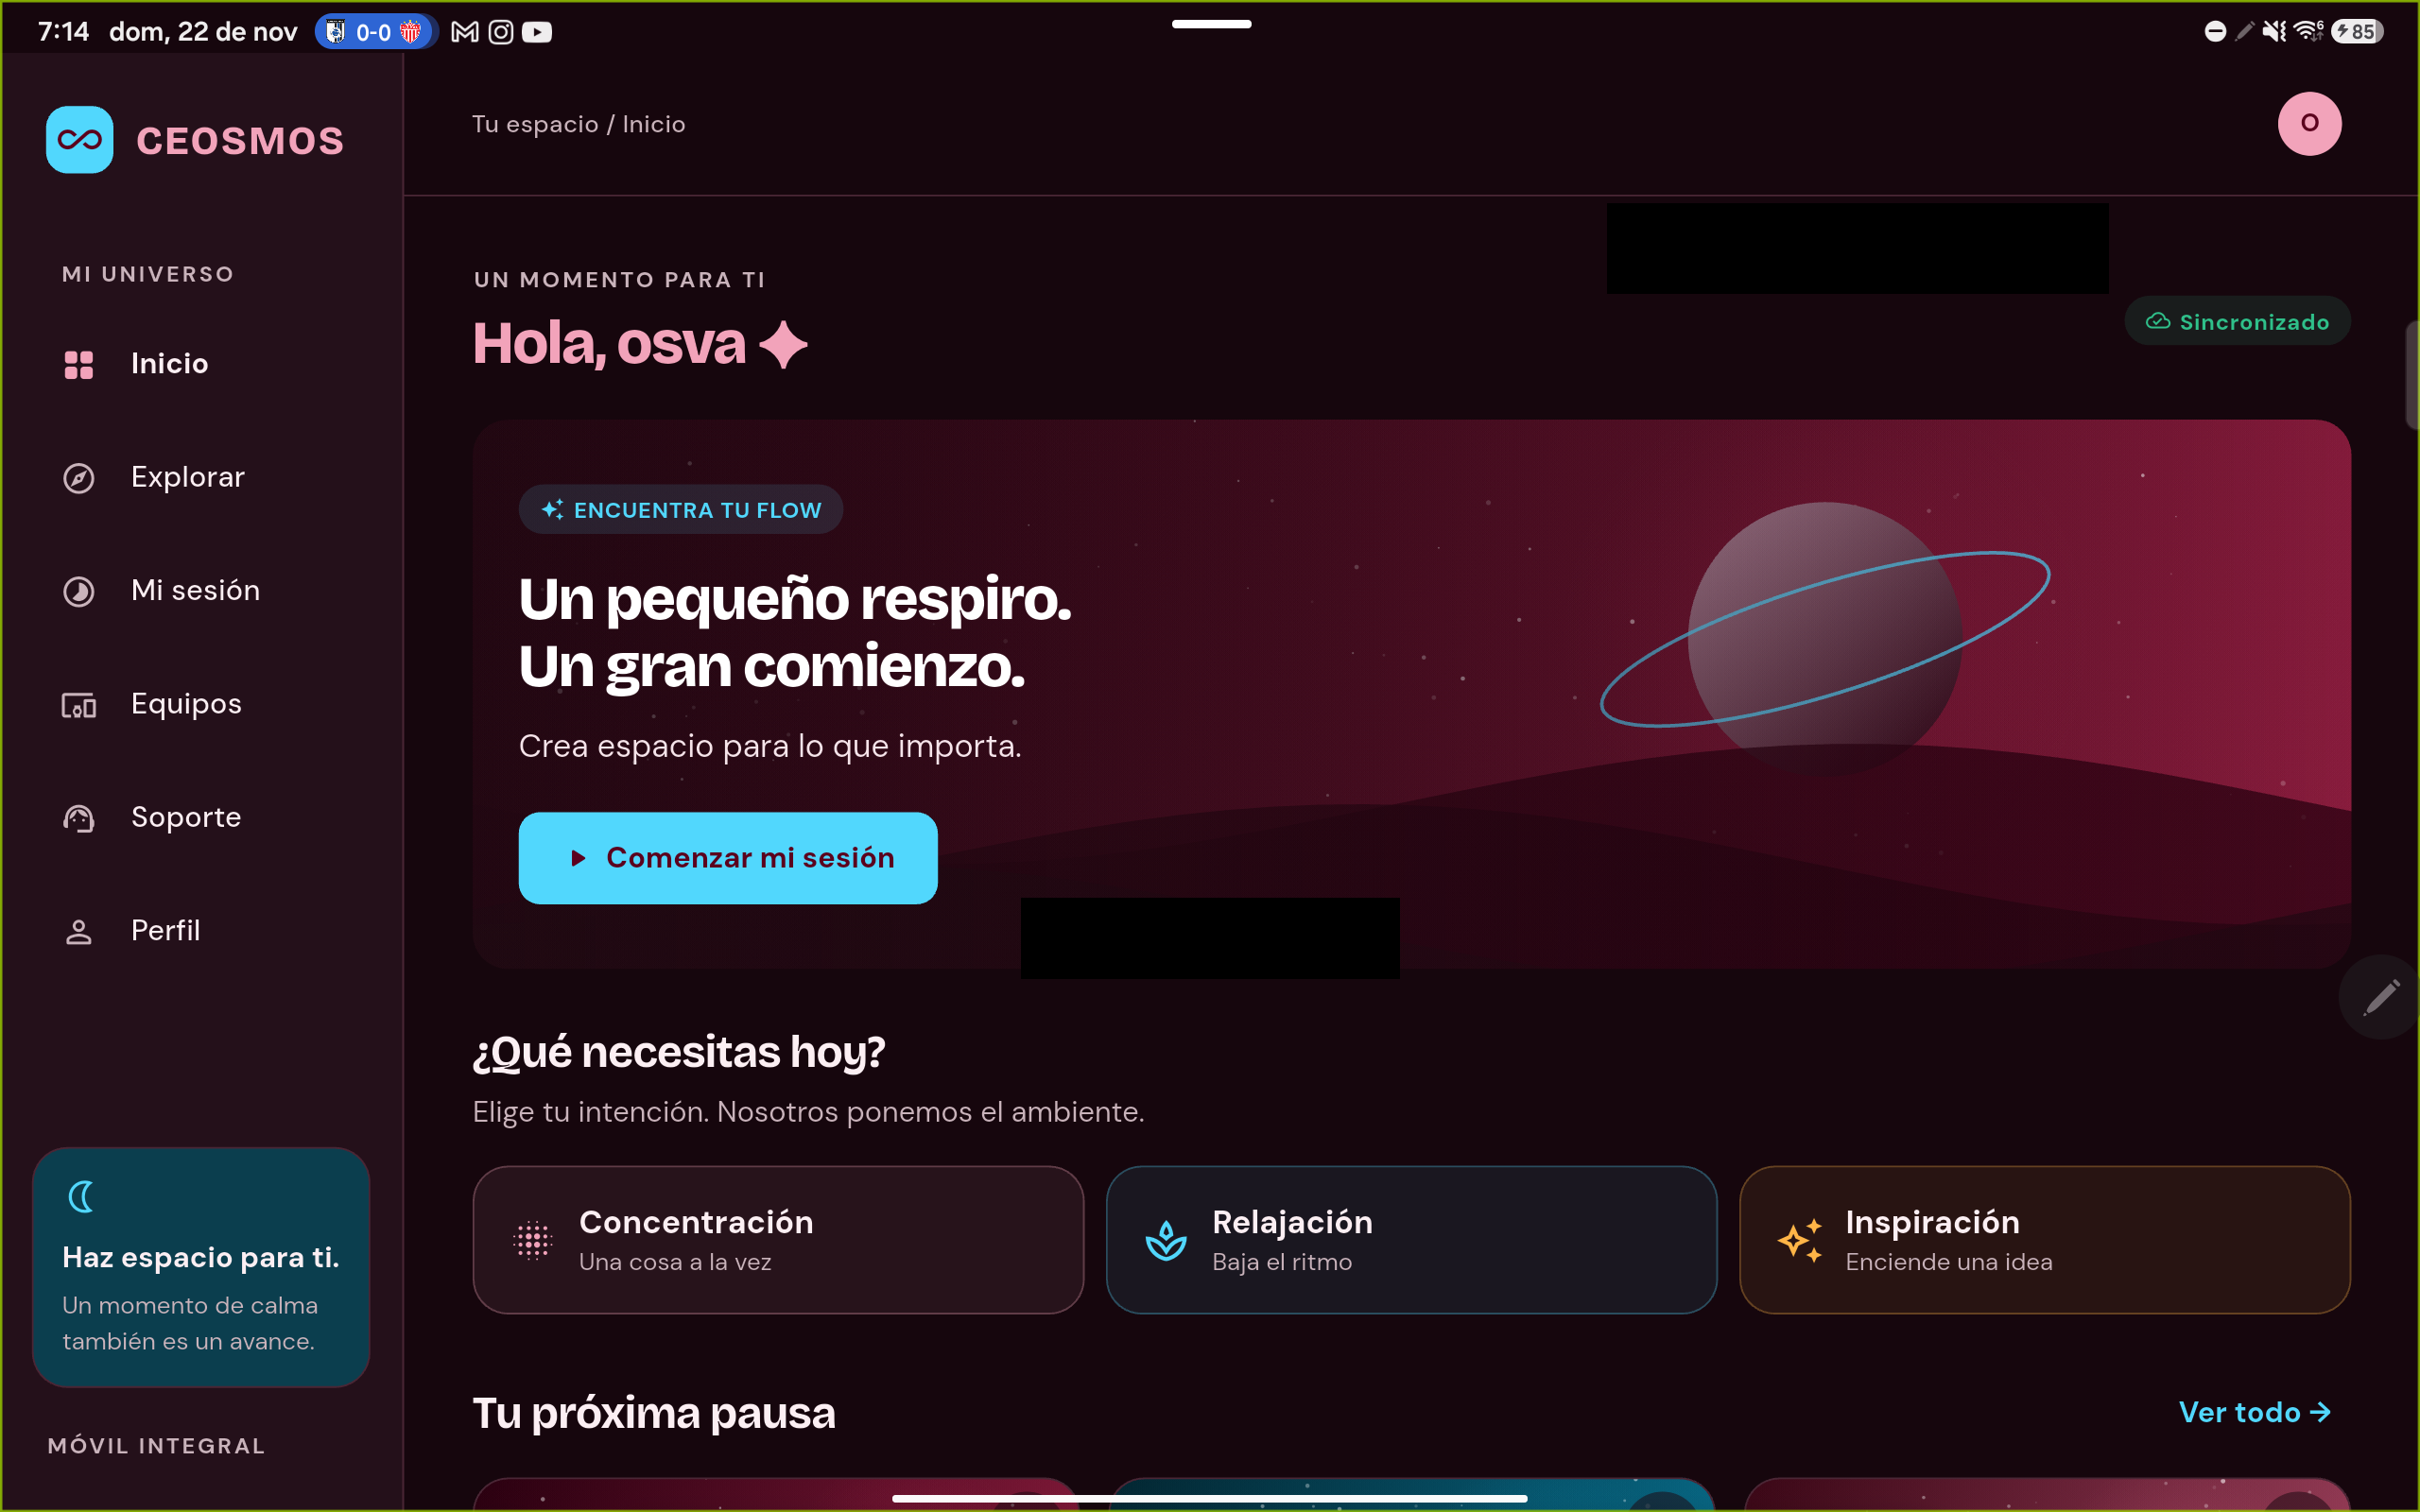 7:14 dom, 22 de nov 0-0 6 85
CEOSMOS
Tu espacio / Inicio
O
MI UNIVERSO
Inicio
Explorar
Mi sesión
Equipos
Soporte
Perfil
Haz espacio para ti.
Un momento de calma
también es un avance.
MÓVIL INTEGRAL
UN MOMENTO PARA TI
Hola, osva
Sincronizado
ENCUENTRA TU FLOW
Un pequeño respiro.
Un gran comienzo.
Crea espacio para lo que importa.
Comenzar mi sesión
¿Qué necesitas hoy?
Elige tu intención. Nosotros ponemos el ambiente.
Concentración
Una cosa a la vez
Relajación
Baja el ritmo
Inspiración
Enciende una idea
Tu próxima pausa
Ver todo →